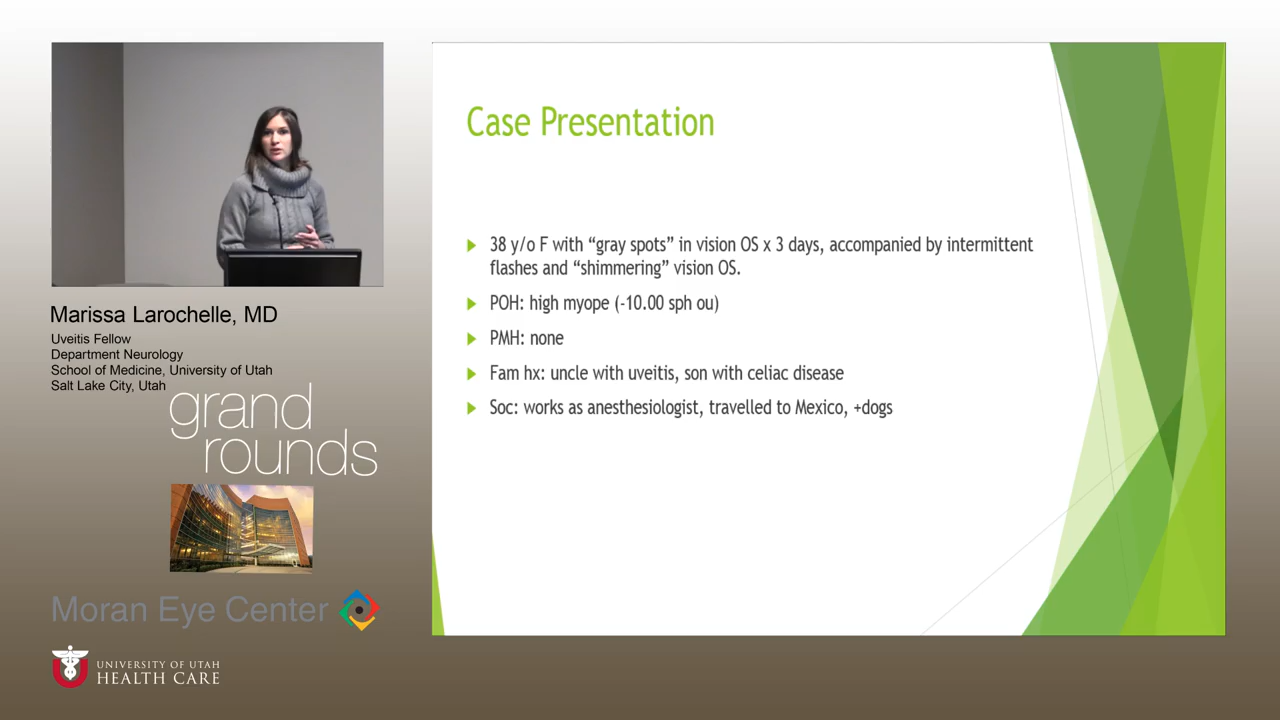 Case Presentation
38 y/o F with “gray spots” in vision OS x 3 days, accompanied by intermittent
flashes and “shimmering” vision OS.
POH: high myope (-10.00 sph ou)
PMH: none
Fam hx: uncle with uveitis, son with celiac disease
Soc: works as anesthesiologist, travelled to Mexico, +dogs
Marissa Larochelle, MD
Uveitis Fellow
Department Neurology
School of Medicine, University of Utah
Salt Lake City, Utah
grand
rounds
Moran Eye Center
UNIVERSITY OF UTAH
HEALTH CARE